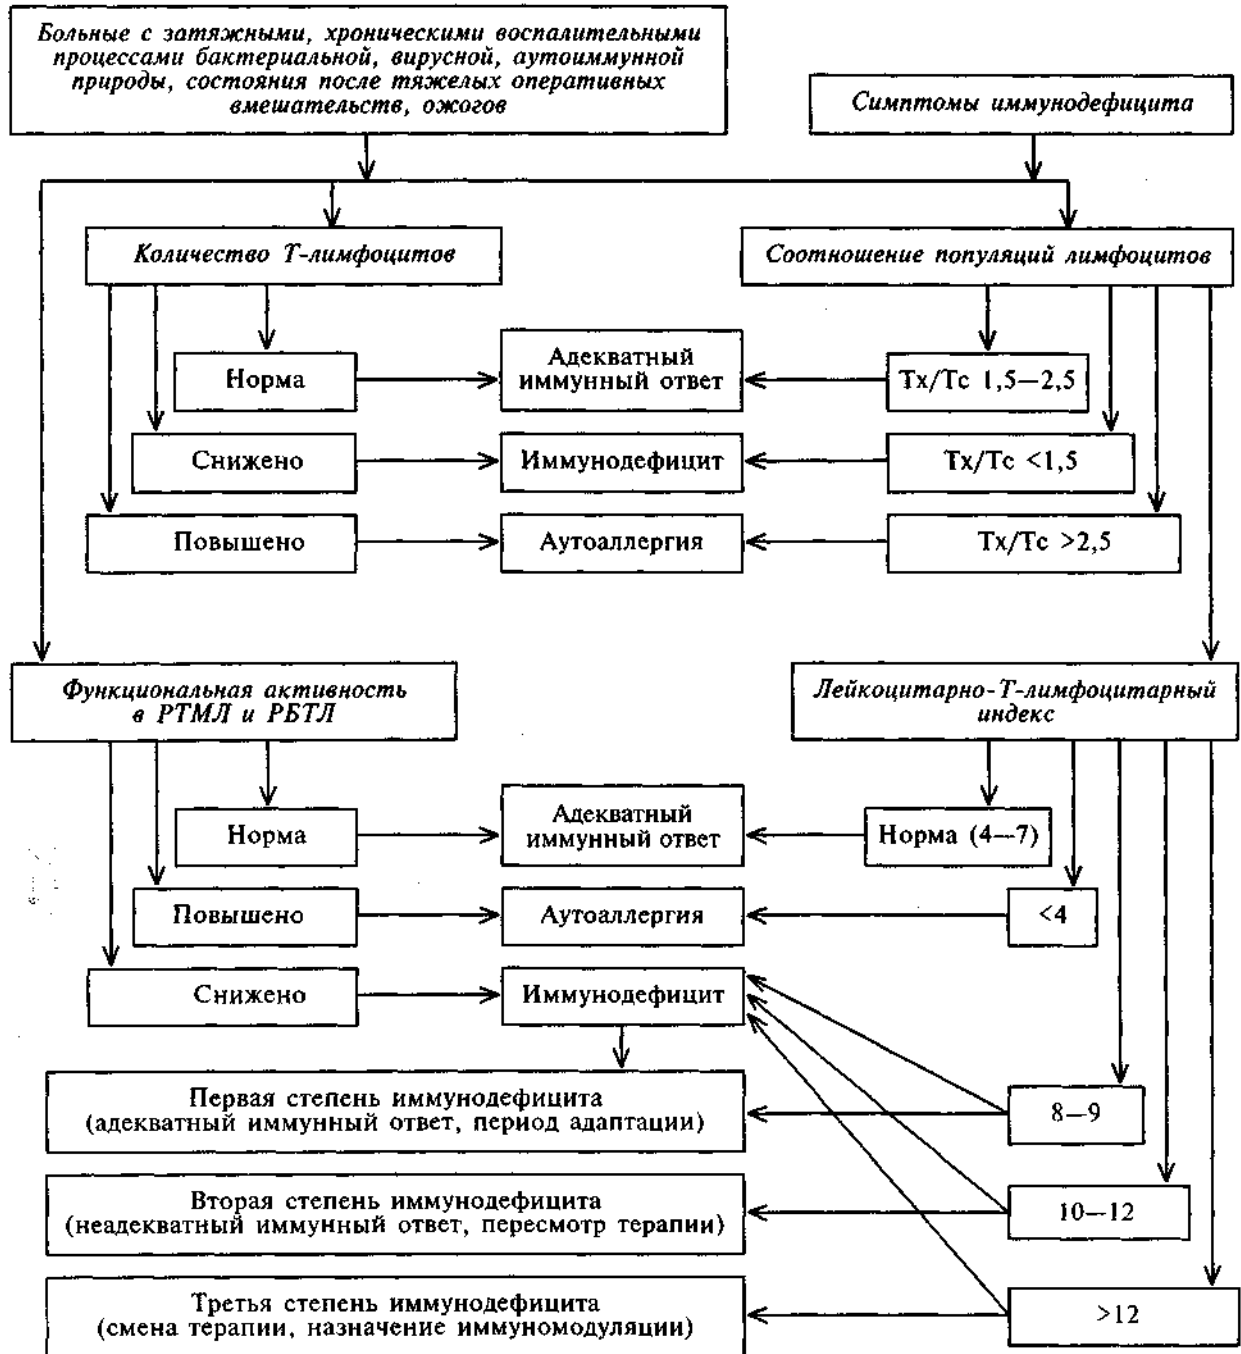 Больные с затяжными, хроническими воспалительными
процессами бактериальной, вирусной, аутоиммунной
природы, состояния после тяжелых оперативных
вмешательств, ожогов
Симптомы иммунодефицита
Количество Т-лимфоцитов
Соотношение популяций лимфоцитов
Норма
Адекватный
иммунный ответ
Тх/Тс 1,5—2,5
Снижено
Иммунодефицит
Тх/Тс <1,5
Повышено
Аутоаллергия
Тх/Тс >2,5
Функциональная активность
в РТМЛ и РБТЛ
Лейкоцитарно-Т-лимфоцитарный
индекс
Норма
Адекватный
иммунный ответ
Норма (4—7)
Повышено
Аутоаллергия
<4
Снижено
Иммунодефицит
Первая степень иммунодефицита
(адекватный иммунный ответ, период адаптации)
8—9
Вторая степень иммунодефицита
(неадекватный иммунный ответ, пересмотр терапии)
10—12
Третья степень иммунодефицита
(смена терапии, назначение иммуномодуляции)
>12